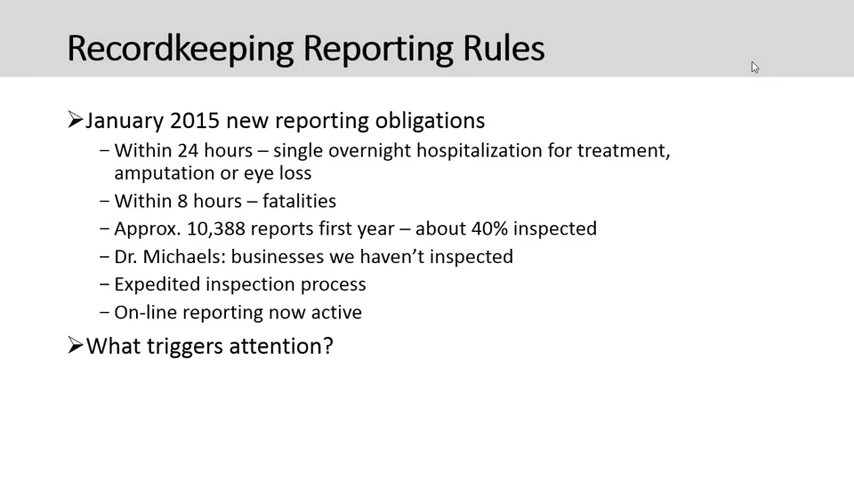 Recordkeeping Reporting Rules
➢January 2015 new reporting obligations
– Within 24 hours – single overnight hospitalization for treatment,
amputation or eye loss
– Within 8 hours – fatalities
– Approx. 10,388 reports first year – about 40% inspected
– Dr. Michaels: businesses we haven’t inspected
– Expedited inspection process
– On-line reporting now active
➢What triggers attention?